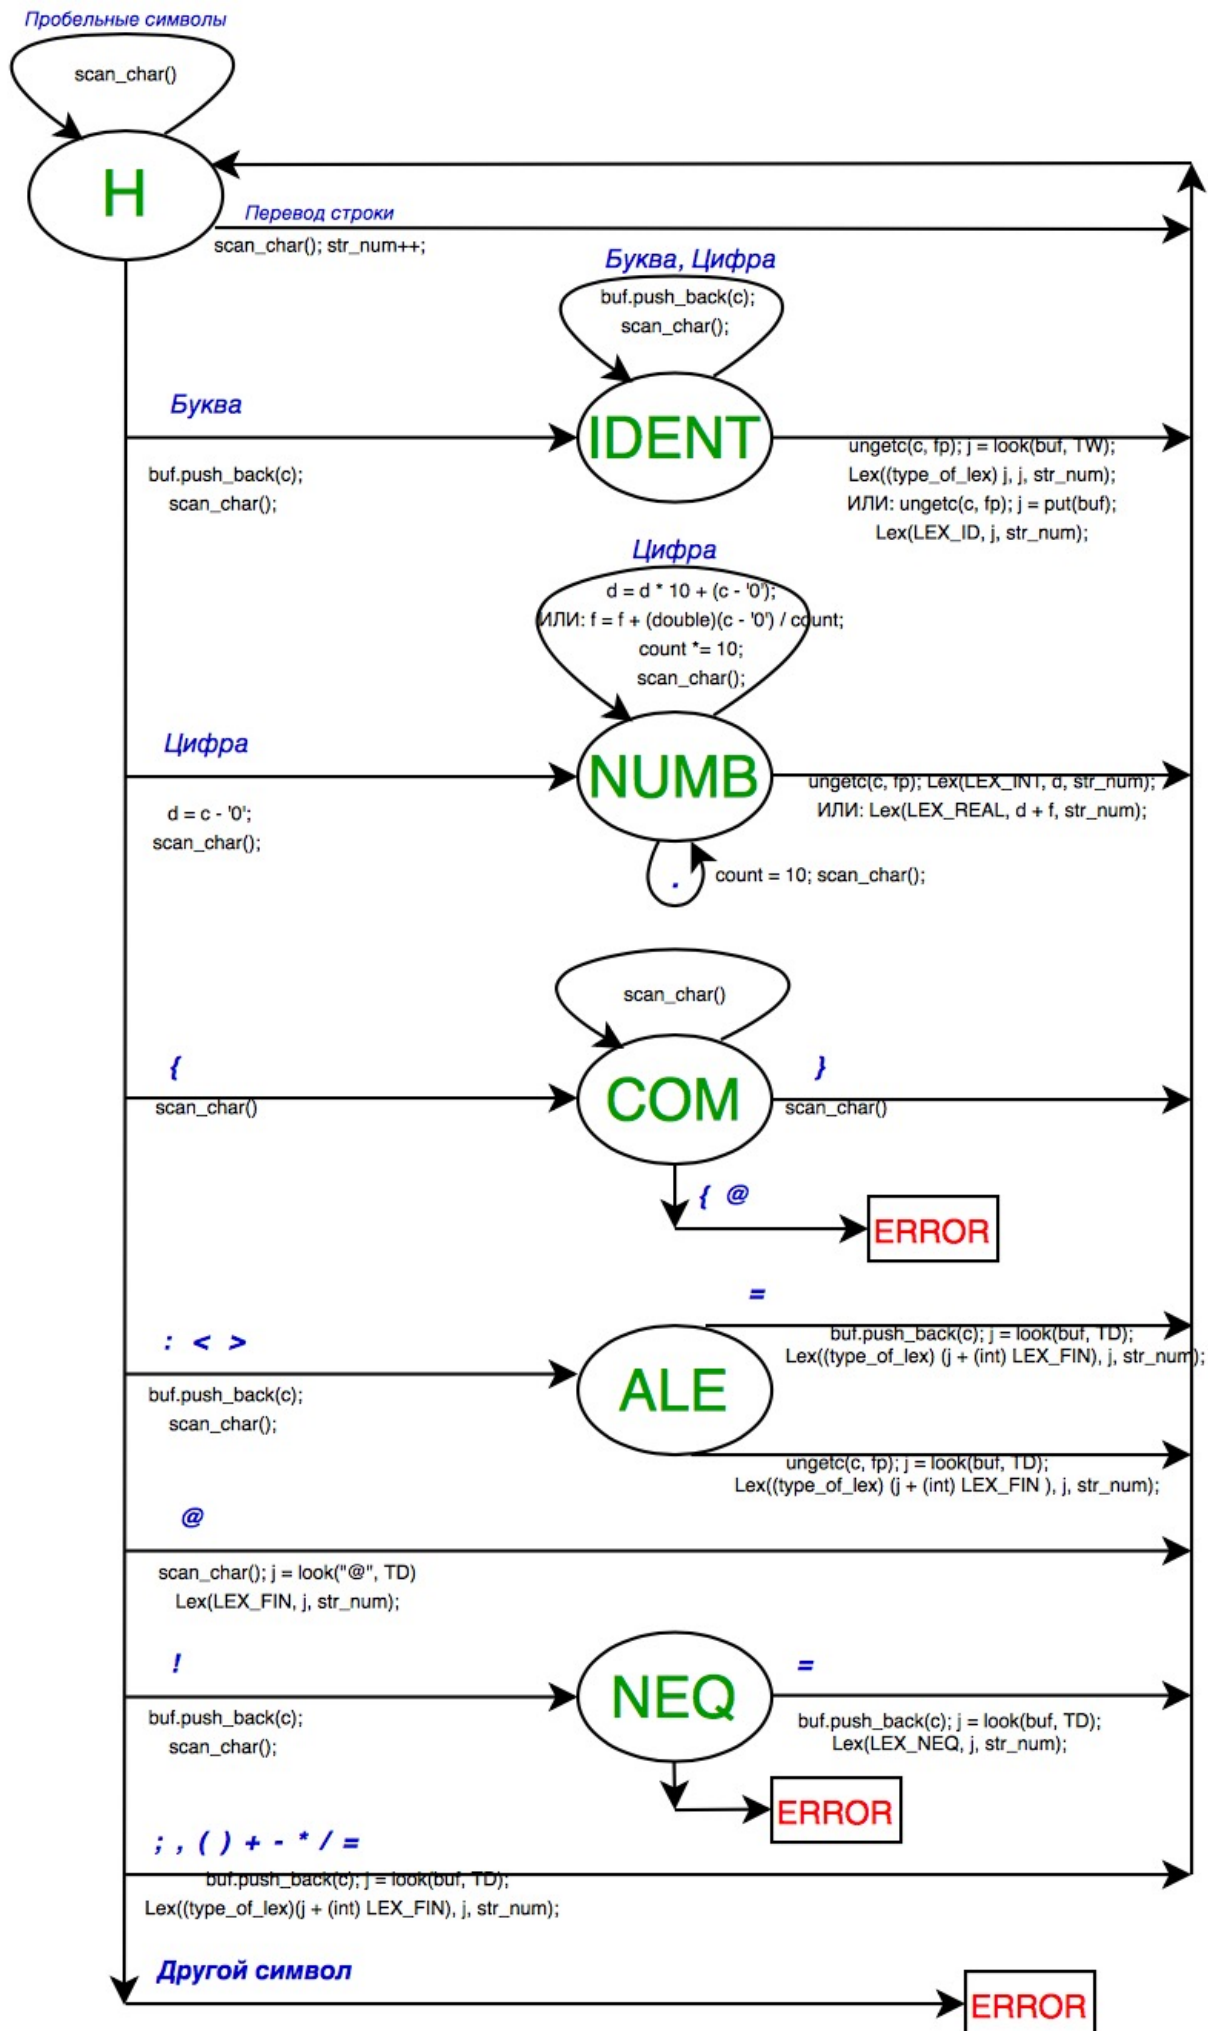 Пробельные символы
scan_char()
H
Перевод строки
scan_char(); str_num++;
Буква, Цифра
buf.push_back(c);
scan_char();
Буква
IDENT
buf.push_back(c);
scan_char();
ungetc(c, fp); j = look(buf, TW);
Lex((type_of_lex) j, j, str_num);
ИЛИ: ungetc(c, fp); j = put(buf);
Lex(LEX_ID, j, str_num);
Цифра
d = d * 10 + (c - '0');
ИЛИ: f = f + (double)(c - '0') / count;
count *= 10;
scan_char();
Цифра
NUMB
d = c - '0';
scan_char();
ungetc(c, fp); Lex(LEX_INT, d, str_num);
ИЛИ: Lex(LEX_REAL, d + f, str_num);
.
count = 10; scan_char();
scan_char()
{
COM
}
scan_char()
scan_char()
{ @
ERROR
=
: < >
buf.push_back(c); j = look(buf, TD);
Lex((type_of_lex) (j + (int) LEX_FIN), j, str_num);
ALE
buf.push_back(c);
scan_char();
ungetc(c, fp); j = look(buf, TD);
Lex((type_of_lex) (j + (int) LEX_FIN ), j, str_num);
@
scan_char(); j = look("@", TD)
Lex(LEX_FIN, j, str_num);
!
NEQ
=
buf.push_back(c);
scan_char();
buf.push_back(c); j = look(buf, TD);
Lex(LEX_NEQ, j, str_num);
ERROR
; , ( ) + - * / =
buf.push_back(c); j = look(buf, TD);
Lex((type_of_lex)(j + (int) LEX_FIN), j, str_num);
Другой символ
ERROR